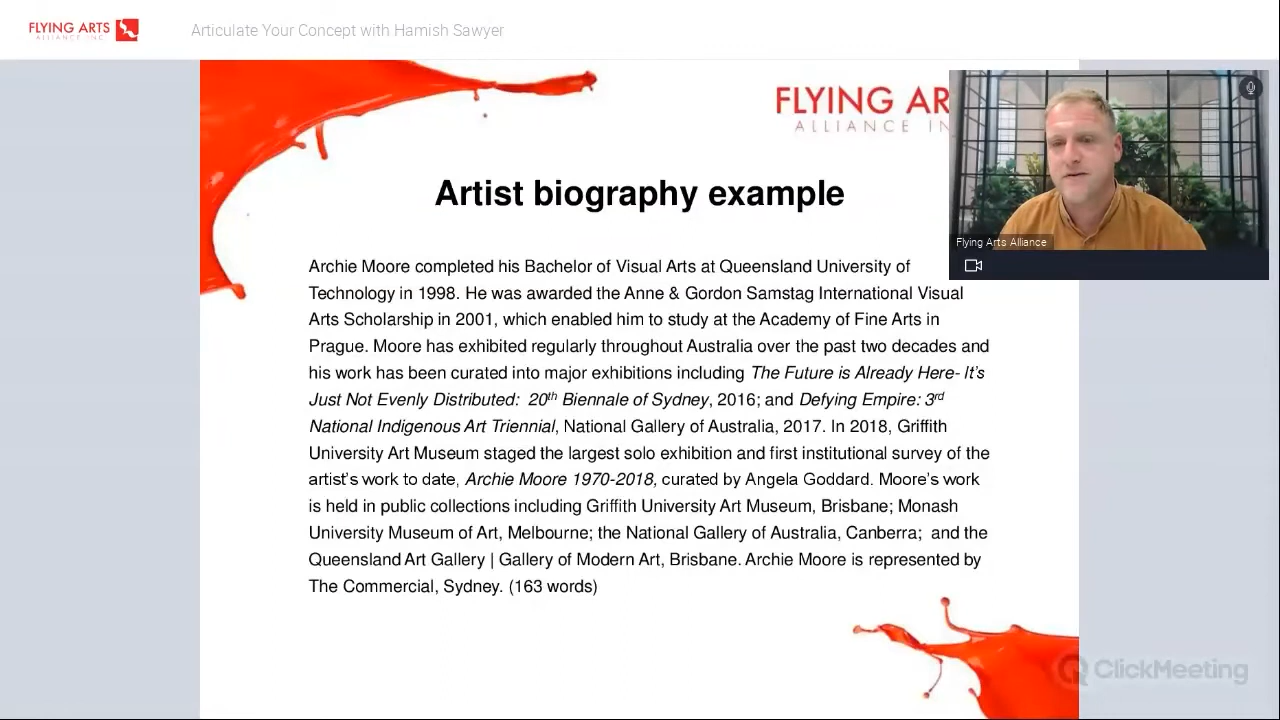 FLYING ARTS
ALLIANCE INC
Articulate Your Concept with Hamish Sawyer
FLYING AR
ALLIANCE IN
Flying Arts Alliance
Artist biography example
Archie Moore completed his Bachelor of Visual Arts at Queensland University of
Technology in 1998. He was awarded the Anne & Gordon Samstag International Visual
Arts Scholarship in 2001, which enabled him to study at the Academy of Fine Arts in
Prague. Moore has exhibited regularly throughout Australia over the past two decades and
his work has been curated into major exhibitions including The Future is Already Here- It's
Just Not Evenly Distributed:  20th Biennale of Sydney, 2016; and Defying Empire: 3rd
National Indigenous Art Triennial, National Gallery of Australia, 2017. In 2018, Griffith
University Art Museum staged the largest solo exhibition and first institutional survey of the
artist's work to date, Archie Moore 1970-2018, curated by Angela Goddard. Moore's work
is held in public collections including Griffith University Art Museum, Brisbane; Monash
University Museum of Art, Melbourne; the National Gallery of Australia, Canberra;  and the
Queensland Art Gallery | Gallery of Modern Art, Brisbane. Archie Moore is represented by
The Commercial, Sydney. (163 words)
ClickMeeting